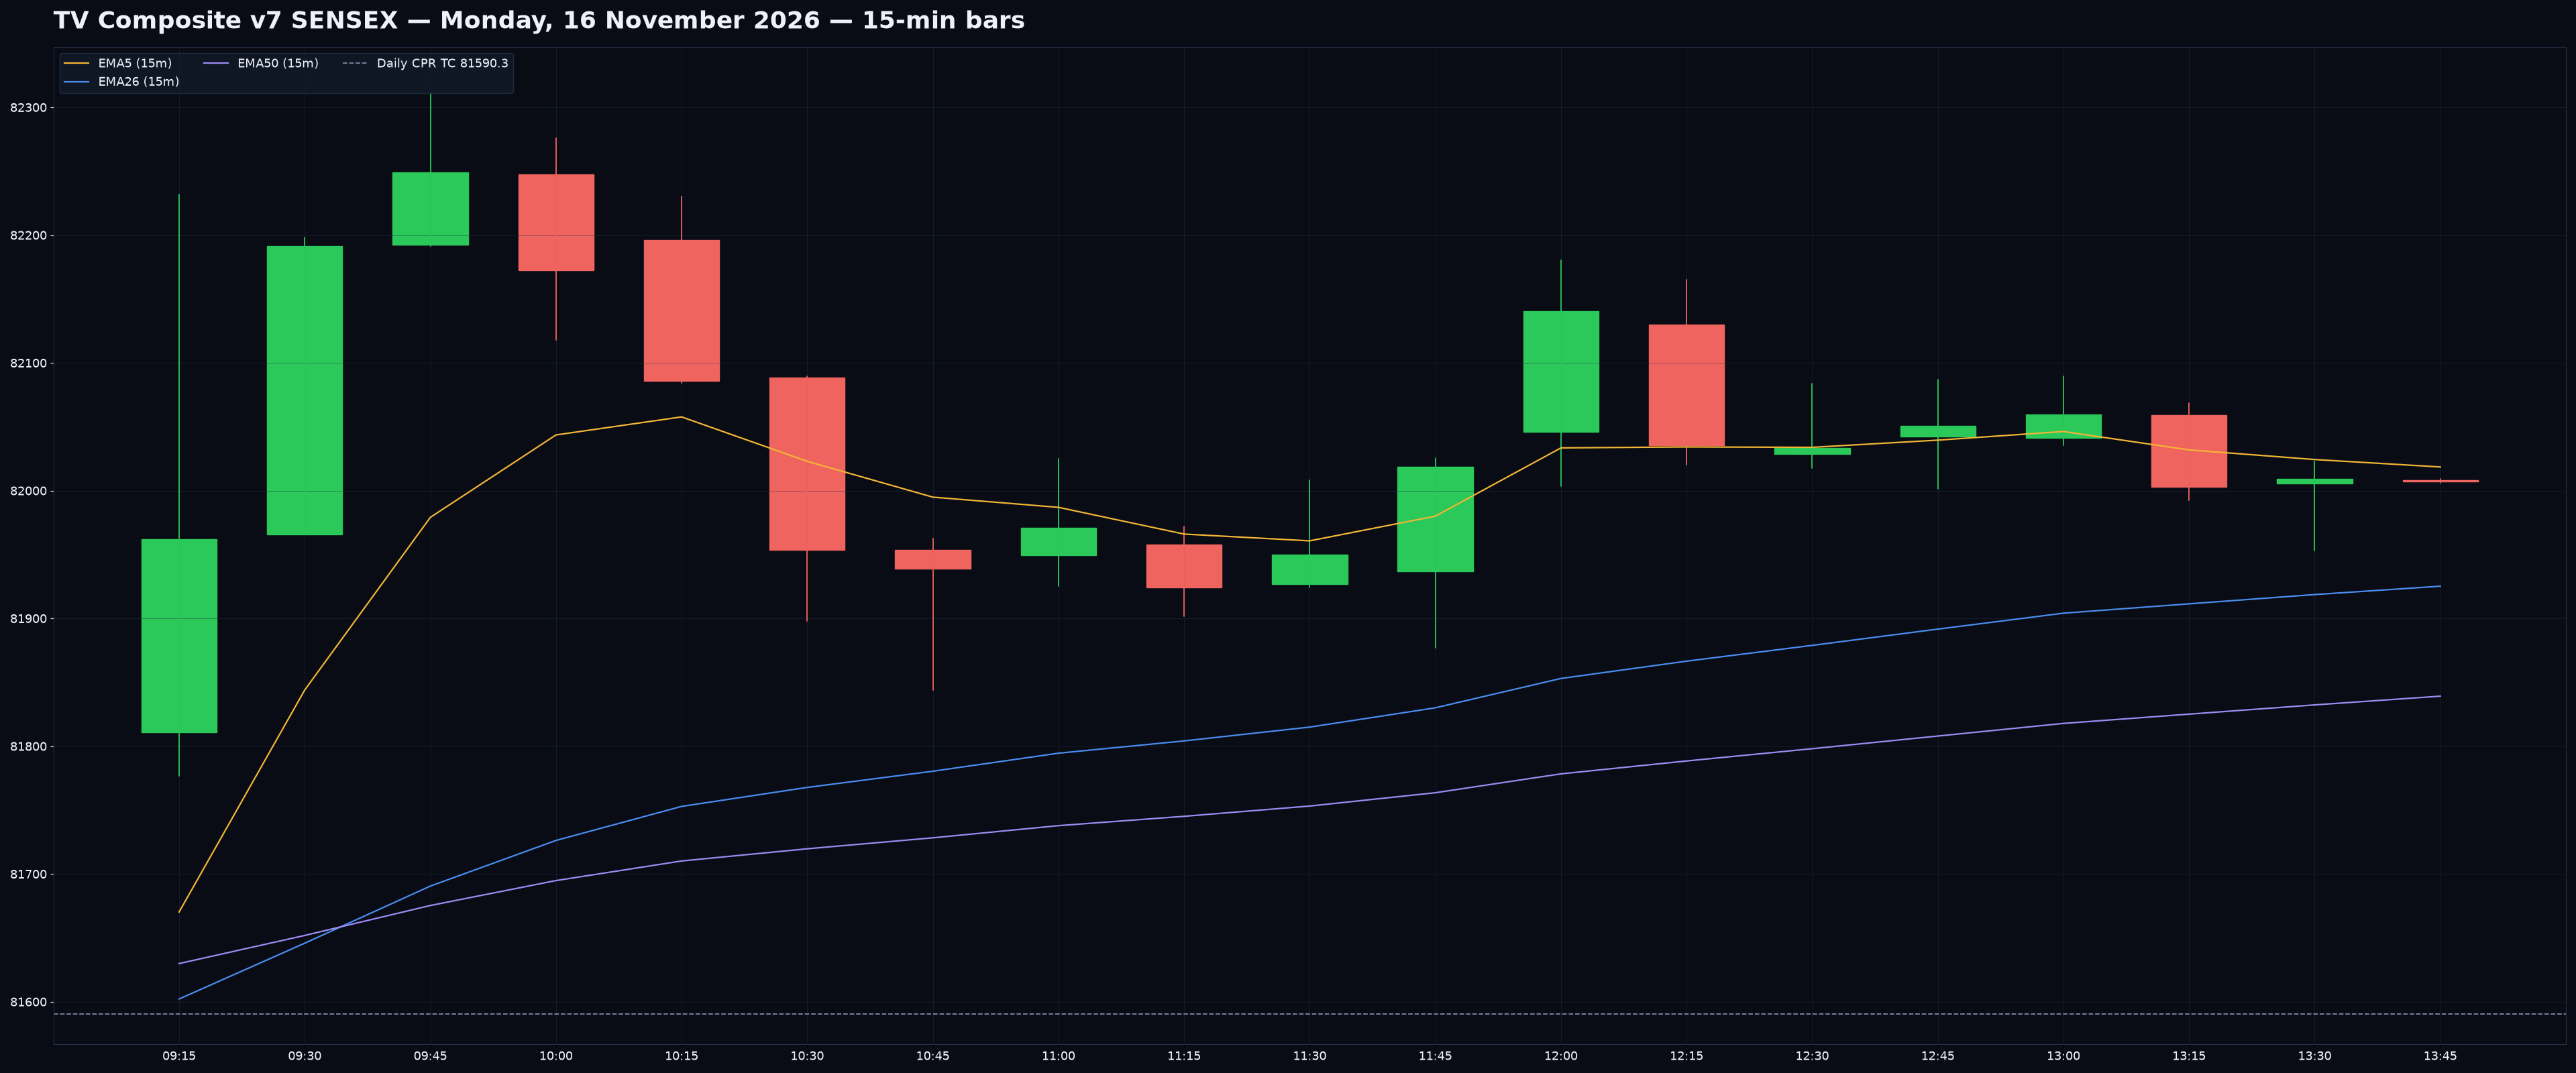 TV Composite v7 SENSEX — Monday, 16 November 2026 — 15-min bars
EMA5 (15m) EMA50 (15m) Daily CPR TC 81590.3
EMA26 (15m)
82300
82200
82100
82000
81900
81800
81700
81600
09:15 09:30 09:45 10:00 10:15 10:30 10:45 11:00 11:15 11:30 11:45 12:00 12:15 12:30 12:45 13:00 13:15 13:30 13:45